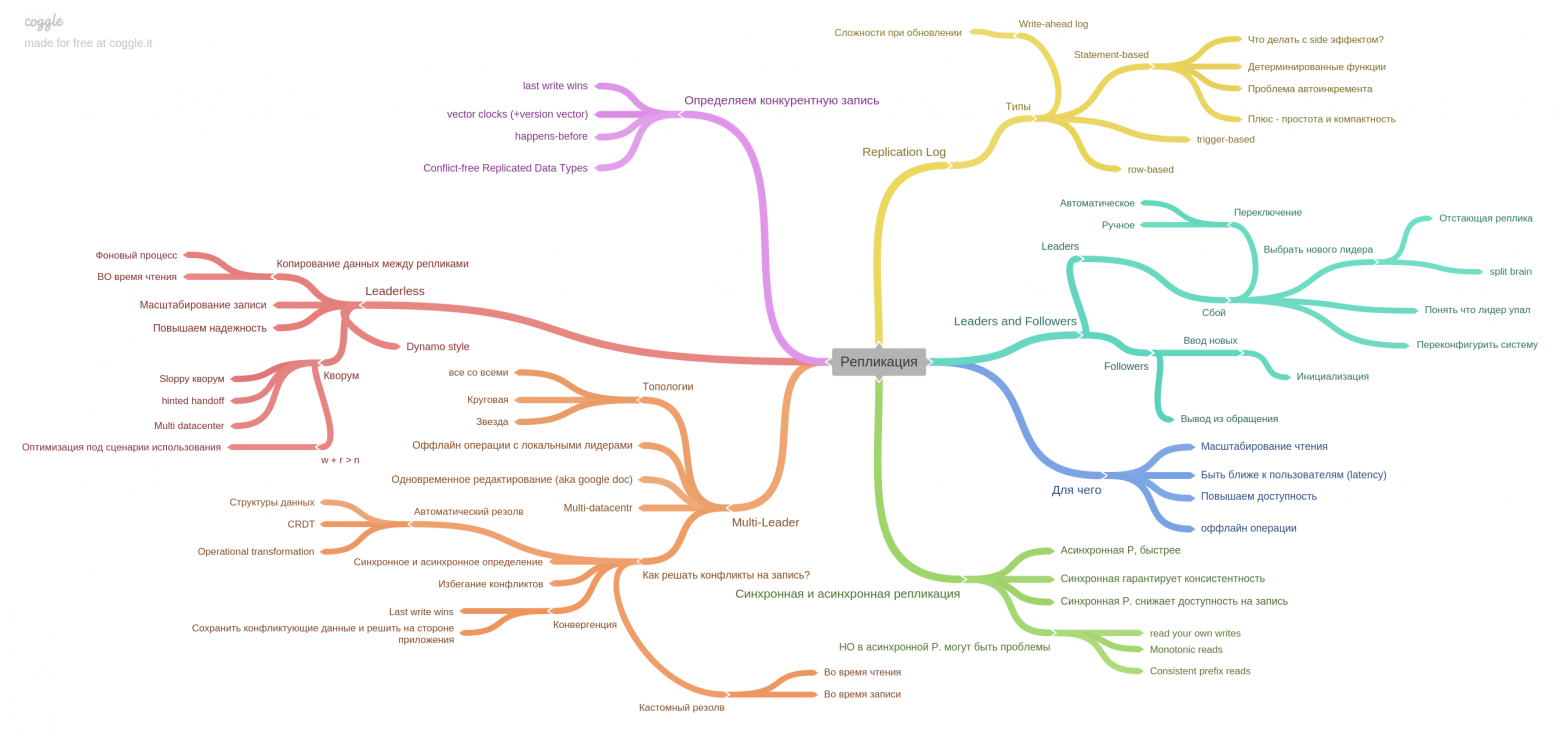 coggle
made for free at coggle.it
Репликация
Replication Log
Типы
Write-ahead log
Сложности при обновлении
Statement-based
Что делать с side эффектом?
Детерминированные функции
Проблема автоинкремента
Плюс - простота и компактность
trigger-based
row-based
Leaders and Followers
Leaders
Сбой
Переключение
Автоматическое
Ручное
Выбрать нового лидера
Отстающая реплика
split brain
Понять что лидер упал
Переконфигурить систему
Followers
Ввод новых
Инициализация
Вывод из обращения
Для чего
Масштабирование чтения
Быть ближе к пользователям (latency)
Повышаем доступность
оффлайн операции
Синхронная и асинхронная репликация
Асинхронная Р, быстрее
Синхронная гарантирует консистентность
Синхронная Р. снижает доступность на запись
НО в асинхронной Р. могут быть проблемы
read your own writes
Monotonic reads
Consistent prefix reads
Определяем конкурентную запись
last write wins
vector clocks (+version vector)
happens-before
Conflict-free Replicated Data Types
Leaderless
Копирование данных между репликами
Фоновый процесс
ВО время чтения
Масштабирование записи
Повышаем надежность
Dynamo style
Кворум
Sloppy кворум
hinted handoff
Multi datacenter
Оптимизация под сценарии использования
w + r > n
Multi-Leader
Топологии
все со всеми
Круговая
Звезда
Оффлайн операции с локальными лидерами
Одновременное редактирование (aka google doc)
Multi-datacentr
Как решать конфликты на запись?
Автоматический резолв
Структуры данных
CRDT
Operational transformation
Синхронное и асинхронное определение
Избегание конфликтов
Конвергенция
Last write wins
Сохранить конфликтующие данные и решить на стороне
приложения
Кастомный резолв
Во время чтения
Во время записи